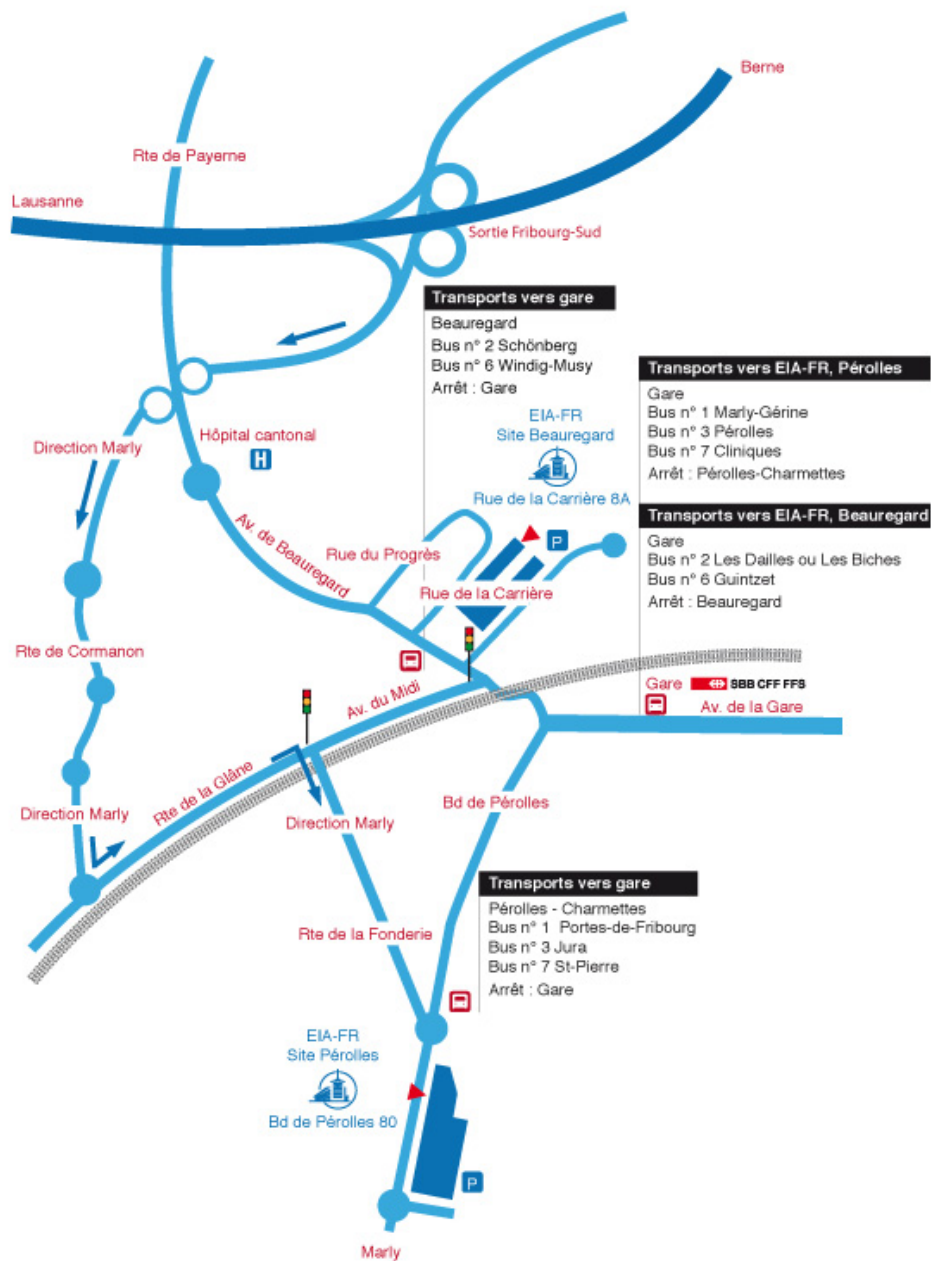 Berne
Rte de Payerne
Lausanne
Sortie Fribourg-Sud
Transports vers gare
Beauregard
Bus n° 2 Schönberg
Bus n° 6 Windig-Musy
Arrêt : Gare
Transports vers EIA-FR, Pérolles
Gare
Bus n° 1 Marly-Gérine
Bus n° 3 Pérolles
Bus n° 7 Cliniques
Arrêt : Pérolles-Charmettes
EIA-FR
Site Beauregard
Rue de la Carrière 8A
Hôpital cantonal
H
Direction Marly
Transports vers EIA-FR, Beauregard
Gare
Bus n° 2 Les Dailles ou Les Biches
Bus n° 6 Guintzet
Arrêt : Beauregard
Av. de Beauregard
Rue du Progrès
P
Rue de la Carrière
Rte de Cormanon
Av. du Midi
Gare SBB CFF FFS
Av. de la Gare
Rte de la Glâne
Bd de Pérolles
Direction Marly
Direction Marly
Transports vers gare
Pérolles - Charmettes
Bus n° 1 Portes-de-Fribourg
Bus n° 3 Jura
Bus n° 7 St-Pierre
Arrêt : Gare
Rte de la Fonderie
EIA-FR
Site Pérolles
Bd de Pérolles 80
P
Marly